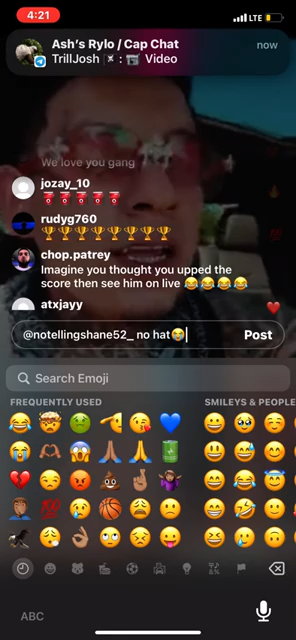 4:21
LTE
Ash's Rylo / Cap Chat
now
TrillJosh 🃏 : 📹 Video
We love you gang
jozay_10
rudyg760
🏆🏆🏆🏆🏆🏆🏆🏆
chop.patrey
Imagine you thought you upped the
score then see him on live 😂😂😂😂
atxjayy
@notellingshane52_ no hat😭
Post
Search Emoji
FREQUENTLY USED
SMILEYS & PEOPLE
ABC